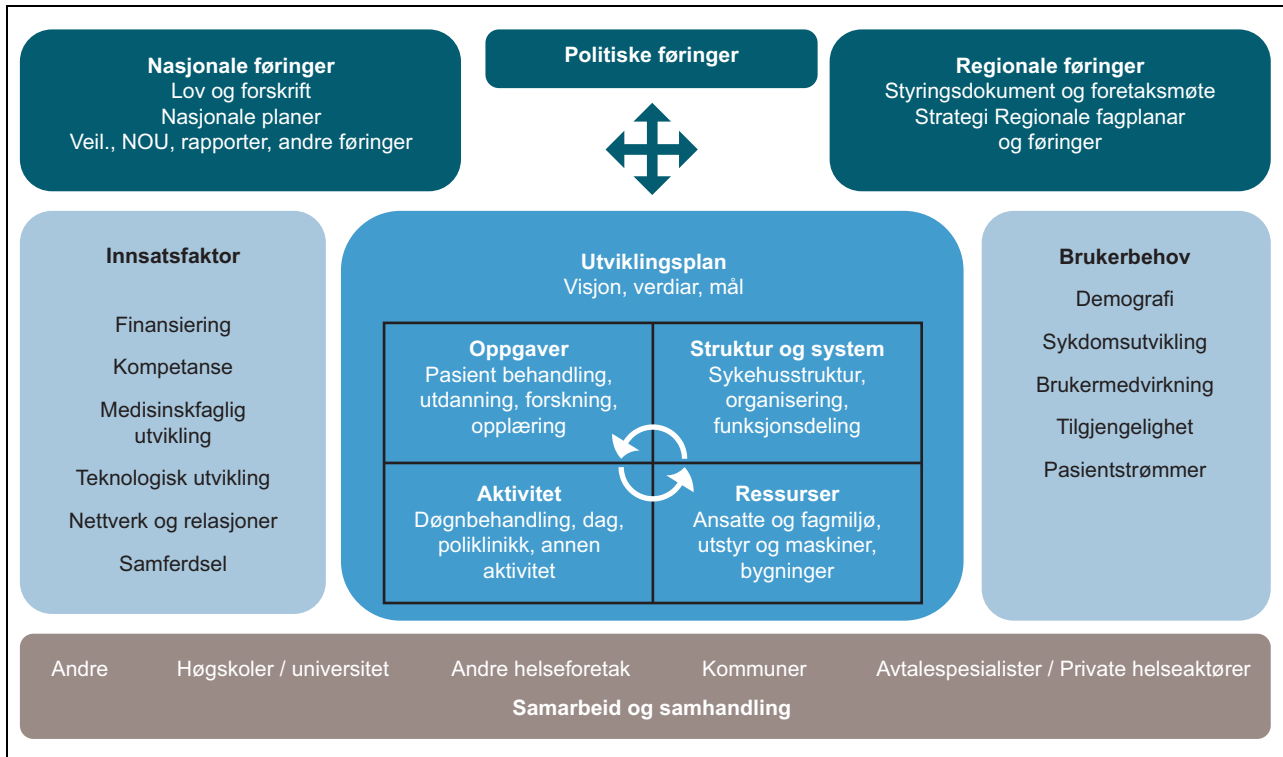 Nasjonale føringer
Lov og forskrift
Nasjonale planer
Veil., NOU, rapporter, andre føringer
Politiske føringer
Regionale føringer
Styringsdokument og foretaksmøte
Strategi Regionale fagplanar
og føringer
Innsatsfaktor
Finansiering
Kompetanse
Medisinskfaglig
utvikling
Teknologisk utvikling
Nettverk og relasjoner
Samferdsel
Utviklingsplan
Visjon, verdiar, mål
Oppgaver
Pasient behandling,
utdanning, forskning,
opplæring
Struktur og system
Sykehusstruktur,
organisering,
funksjonsdeling
Aktivitet
Døgnbehandling, dag,
poliklinikk, annen
aktivitet
Ressurser
Ansatte og fagmiljø,
utstyr og maskiner,
bygninger
Brukerbehov
Demografi
Sykdomsutvikling
Brukermedvirkning
Tilgjengelighet
Pasientstrømmer
Andre Høgskoler / universitet Andre helseforetak Kommuner Avtalespesialister / Private helseaktører
Samarbeid og samhandling